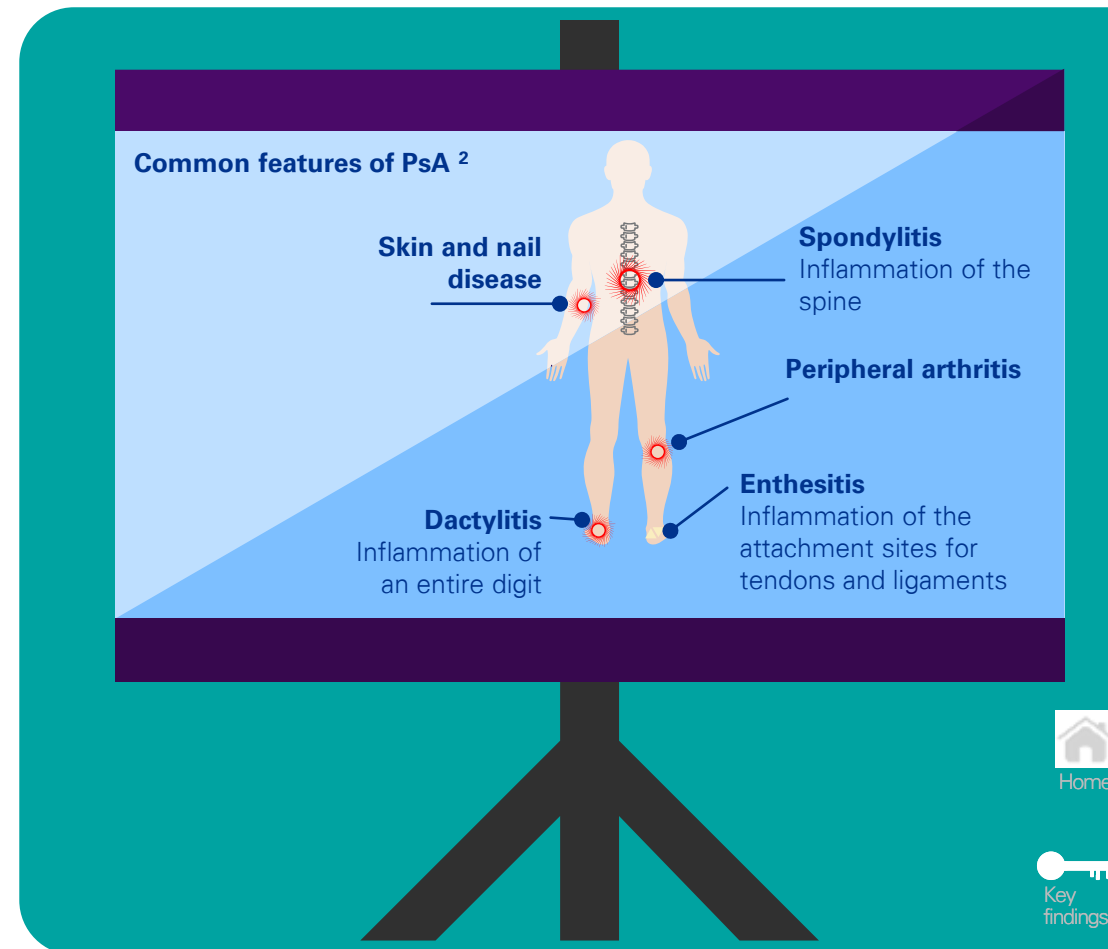 Common features of PsA ²
Skin and nail
disease
Spondylitis
Inflammation of the
spine
Peripheral arthritis
Dactylitis
Inflammation of
an entire digit
Enthesitis
Inflammation of the
attachment sites for
tendons and ligaments
Home
Key
findings